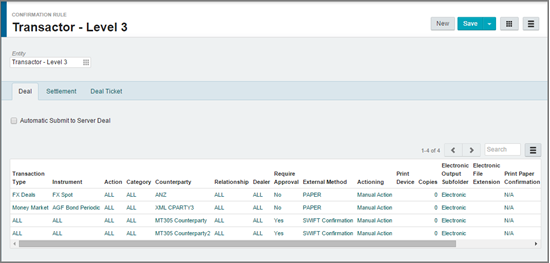 CONFIRMATION RULE
Transactor - Level 3
New
Save
Entity
Transactor - Level 3
Deal Settlement Deal Ticket
Automatic Submit to Server Deal
1-4 of 4
Search
Transaction Type Instrument Action Category Counterparty Relationship Dealer Require Approval External Method Actioning Print Device Copies Electronic Output Subfolder Electronic File Extension Print Paper Confirmation
FX Deals FX Spot ALL ALL ANZ ALL ALL No PAPER Manual Action 0 Electronic N/A
Money Market AGF Bond Periodic ALL ALL XML CPARTY3 ALL ALL No PAPER Manual Action 0 Electronic N/A
ALL ALL ALL ALL MT305 Counterparty ALL ALL Yes SWIFT Confirmation Manual Action 0 Electronic N/A
ALL ALL ALL ALL MT305 Counterparty2 ALL ALL Yes SWIFT Confirmation Manual Action 0 Electronic N/A